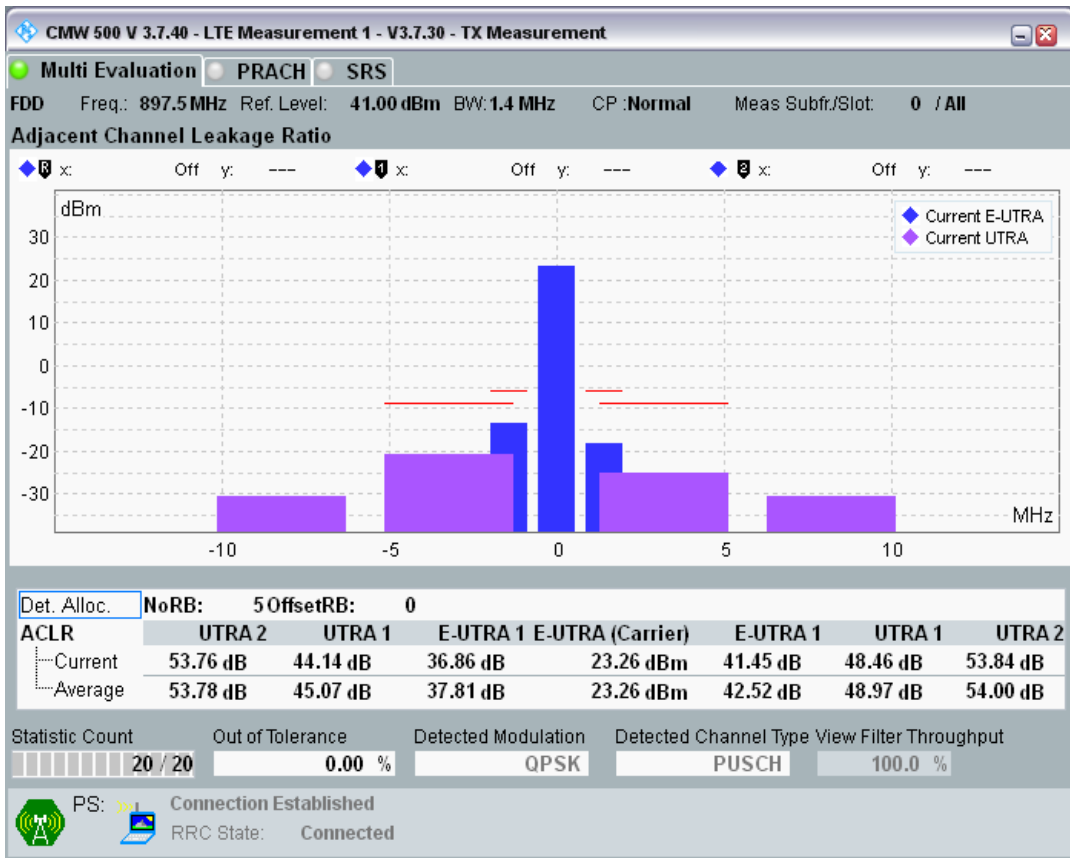 CMW 500 V 3.7.40 - LTE Measurement 1 - V3.7.30 - TX Measurement
Multi Evaluation PRACH SRS
FDD Freq.: 897.5 MHz Ref. Level: 41.00 dBm BW: 1.4 MHz CP :Normal Meas Subfr./Slot: 0 / All
Adjacent Channel Leakage Ratio
R x: Off y: --- 1 x: Off y: --- 2 x: Off y: ---
dBm
Current E-UTRA
Current UTRA
30
20
10
0
-10
-20
-30
MHz
-10 -5 0 5 10
Det. Alloc. NoRB: 5 OffsetRB: 0
ACLR UTRA 2 UTRA 1 E-UTRA 1 E-UTRA (Carrier) E-UTRA 1 UTRA 1 UTRA 2
Current 53.76 dB 44.14 dB 36.86 dB 23.26 dBm 41.45 dB 48.46 dB 53.84 dB
Average 53.78 dB 45.07 dB 37.81 dB 23.26 dBm 42.52 dB 48.97 dB 54.00 dB
Statistic Count Out of Tolerance Detected Modulation Detected Channel Type View Filter Throughput
20 / 20 0.00 % QPSK PUSCH 100.0 %
PS: Connection Established
RRC State: Connected